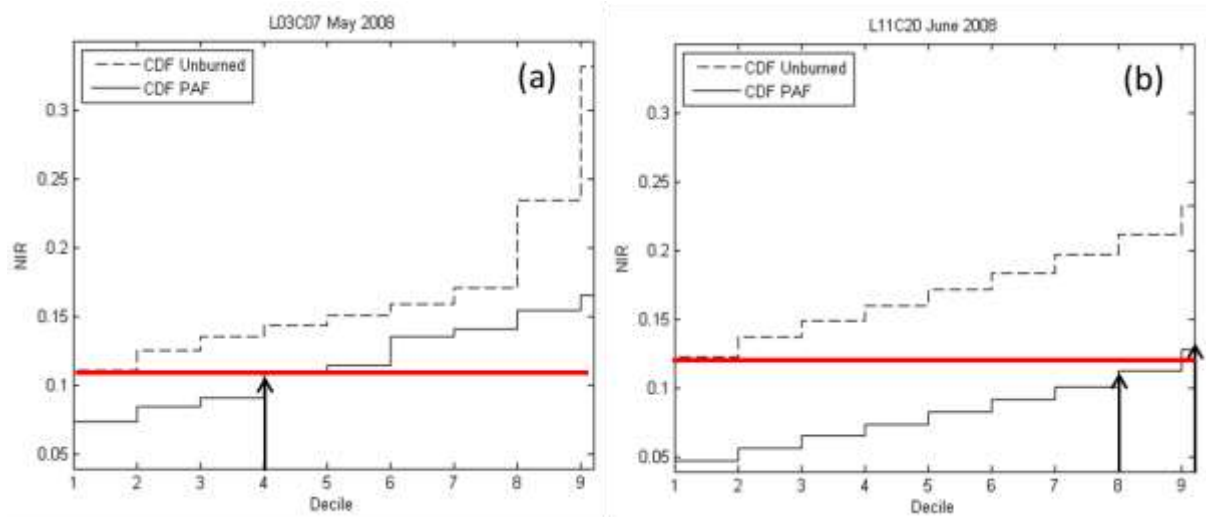 L03C07 May 2008
CDF Unburned
CDF PAF
(a)
0.3
0.25
0.2
0.15
0.1
0.05
NIR
1 2 3 4 5 6 7 8 9
Decile
L11C20 June 2008
CDF Unburned
CDF PAF
(b)
0.3
0.25
0.2
0.15
0.1
0.05
NIR
1 2 3 4 5 6 7 8 9
Decile